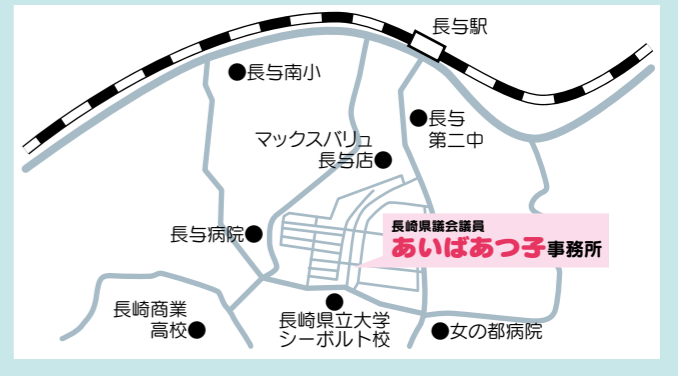 長与駅
長与南小
長与
第二中
マックスバリュ
長与店
長崎県議会議員
あいばあつ子事務所
長与病院
長崎商業
高校
長崎県立大学
シーボルト校
女の都病院